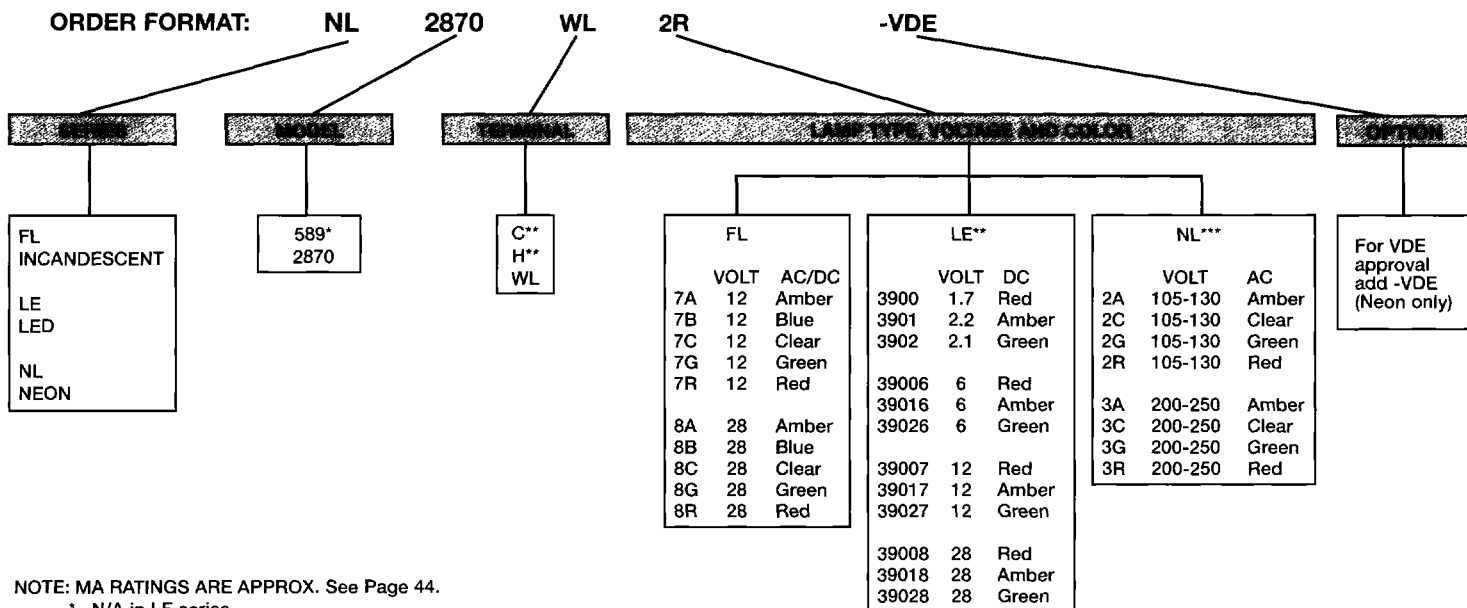 ORDER FORMAT: NL 2870 WL 2R -VDE
SERIES MODEL TERMINAL LAMP TYPE, VOLTAGE AND COLOR OPTION
FL
INCANDESCENT
LE
LED
NL
NEON
589*
2870
C**
H**
WL
FL
VOLT AC/DC
7A 12 Amber
7B 12 Blue
7C 12 Clear
7G 12 Green
7R 12 Red
8A 28 Amber
8B 28 Blue
8C 28 Clear
8G 28 Green
8R 28 Red
LE**
VOLT DC
3900 1.7 Red
3901 2.2 Amber
3902 2.1 Green
39006 6 Red
39016 6 Amber
39026 6 Green
39007 12 Red
39017 12 Amber
39027 12 Green
39008 28 Red
39018 28 Amber
39028 28 Green
NL***
VOLT AC
2A 105-130 Amber
2C 105-130 Clear
2G 105-130 Green
2R 105-130 Red
3A 200-250 Amber
3C 200-250 Clear
3G 200-250 Green
3R 200-250 Red
For VDE
approval
add -VDE
(Neon only)
NOTE: MA RATINGS ARE APPROX. See Page 44.